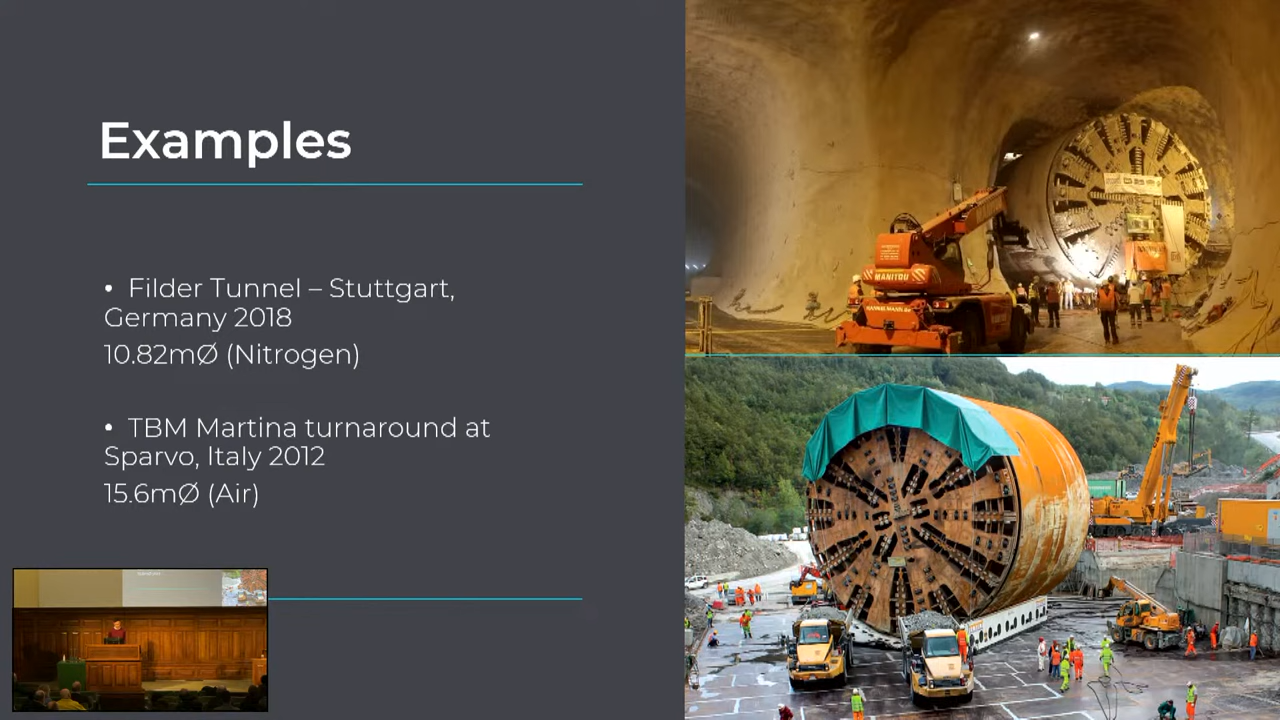 Examples
• Filder Tunnel – Stuttgart,
Germany 2018
10.82mØ (Nitrogen)
• TBM Martina turnaround at
Sparvo, Italy 2012
15.6mØ (Air)
MANITOU